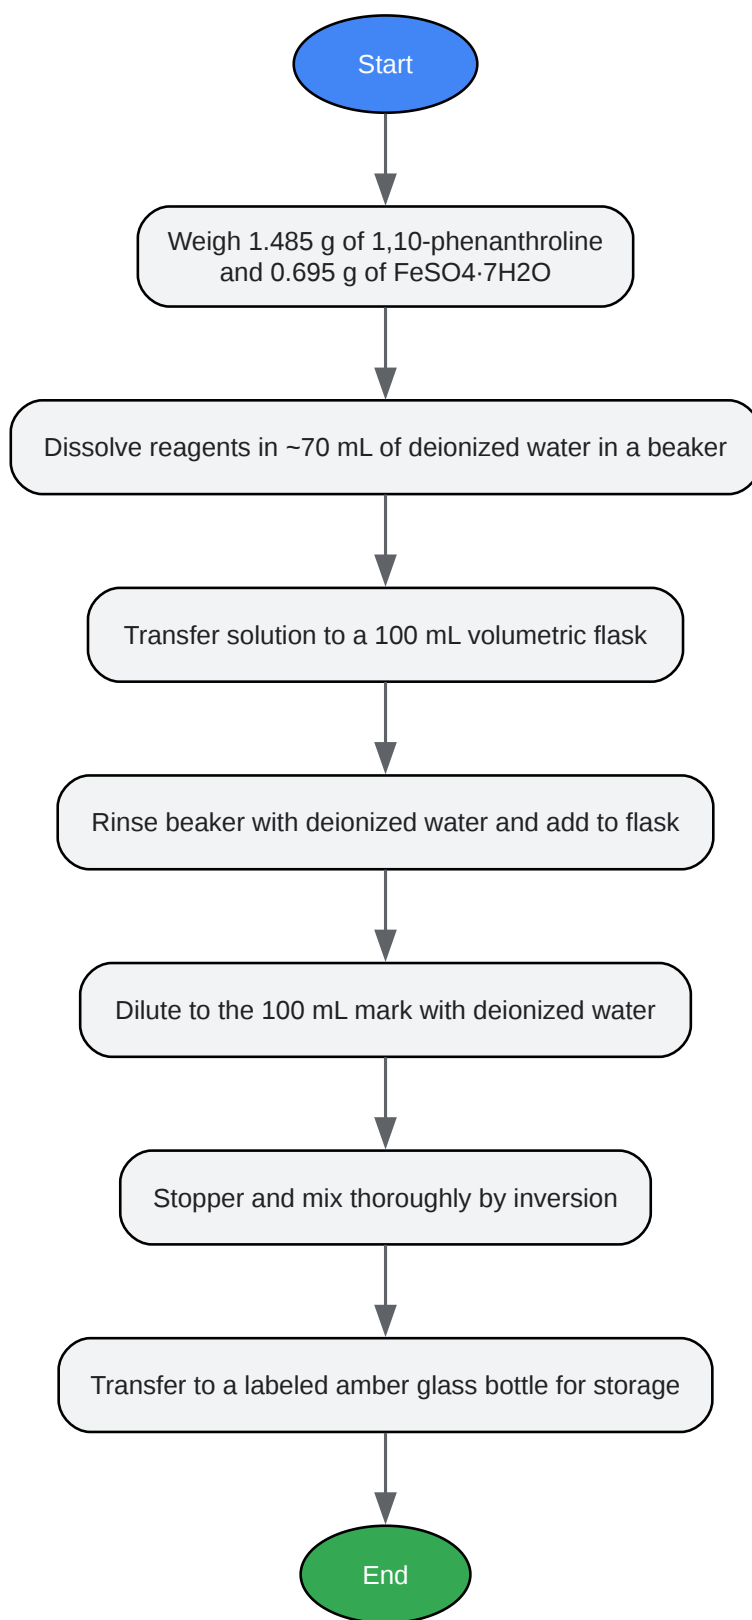 Start
Weigh 1.485 g of 1,10-phenanthroline
and 0.695 g of FeSO4·7H2O
Dissolve reagents in ~70 mL of deionized water in a beaker
Transfer solution to a 100 mL volumetric flask
Rinse beaker with deionized water and add to flask
Dilute to the 100 mL mark with deionized water
Stopper and mix thoroughly by inversion
Transfer to a labeled amber glass bottle for storage
End